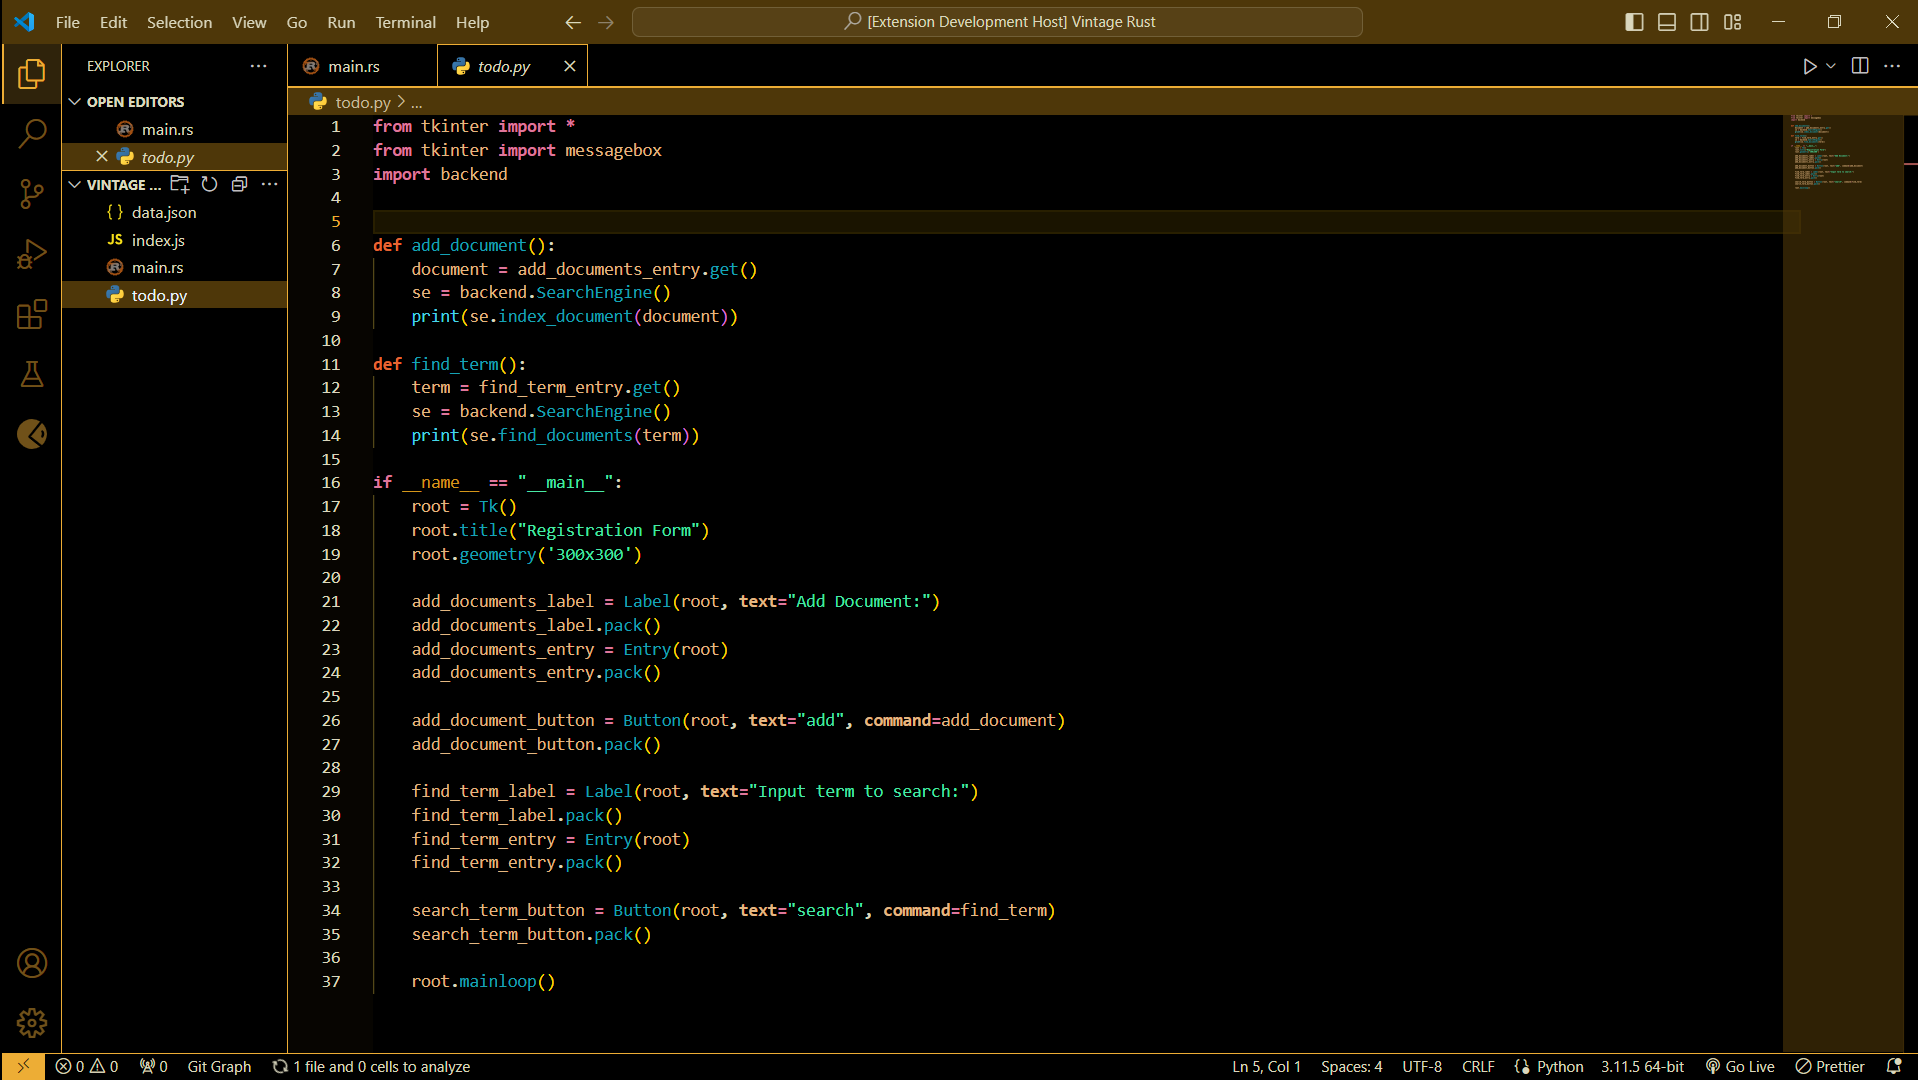 File Edit Selection View Go Run Terminal Help
[Extension Development Host] Vintage Rust
EXPLORER
OPEN EDITORS
main.rs
todo.py
VINTAGE ...
data.json
JS index.js
main.rs
todo.py
main.rs
todo.py
todo.py > ...
1 from tkinter import *
2 from tkinter import messagebox
3 import backend
4
5
6 def add_document():
7 document = add_documents_entry.get()
8 se = backend.SearchEngine()
9 print(se.index_document(document))
10
11 def find_term():
12 term = find_term_entry.get()
13 se = backend.SearchEngine()
14 print(se.find_documents(term))
15
16 if __name__ == "__main__":
17 root = Tk()
18 root.title("Registration Form")
19 root.geometry('300x300')
20
21 add_documents_label = Label(root, text="Add Document:")
22 add_documents_label.pack()
23 add_documents_entry = Entry(root)
24 add_documents_entry.pack()
25
26 add_document_button = Button(root, text="add", command=add_document)
27 add_document_button.pack()
28
29 find_term_label = Label(root, text="Input term to search:")
30 find_term_label.pack()
31 find_term_entry = Entry(root)
32 find_term_entry.pack()
33
34 search_term_button = Button(root, text="search", command=find_term)
35 search_term_button.pack()
36
37 root.mainloop()
0 0 0 Git Graph 1 file and 0 cells to analyze Ln 5, Col 1 Spaces: 4 UTF-8 CRLF Python 3.11.5 64-bit Go Live Prettier